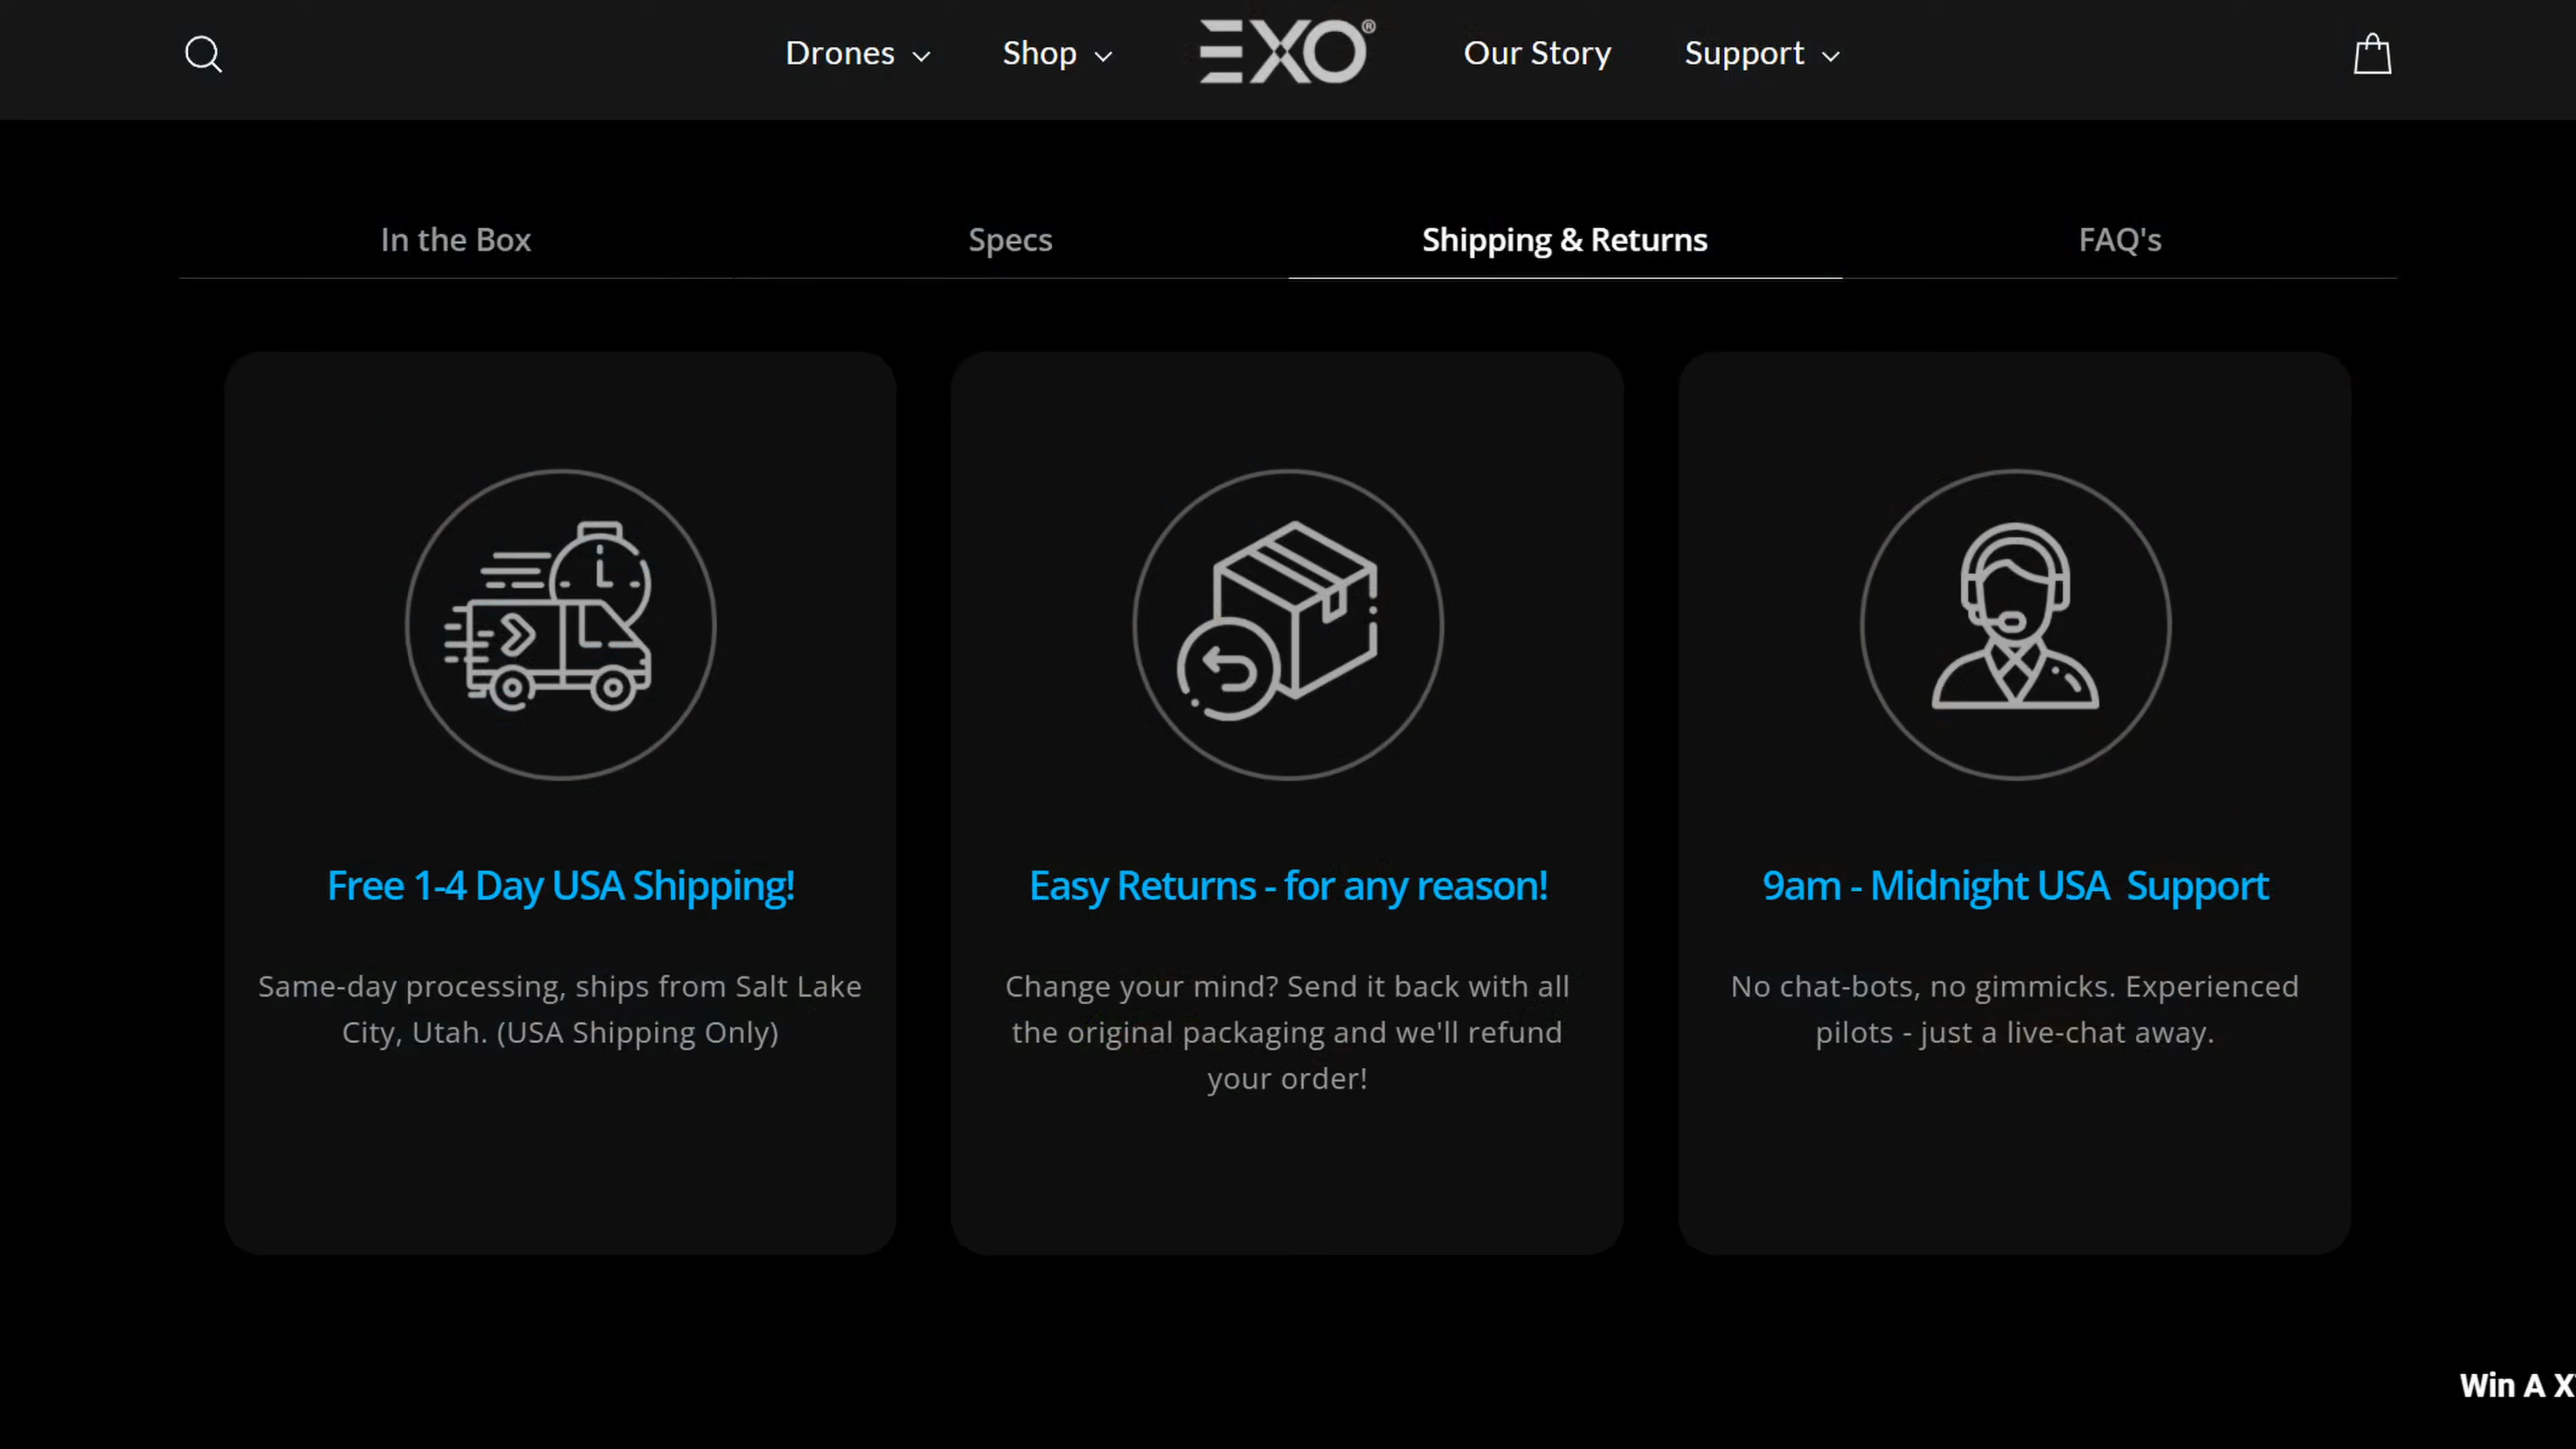 Drones
Shop
EXO®
Our Story
Support
In the Box
Specs
Shipping & Returns
FAQ's
Free 1-4 Day USA Shipping!
Same-day processing, ships from Salt Lake
City, Utah. (USA Shipping Only)
Easy Returns - for any reason!
Change your mind? Send it back with all
the original packaging and we'll refund
your order!
9am - Midnight USA  Support
No chat-bots, no gimmicks. Experienced
pilots - just a live-chat away.
Win A X